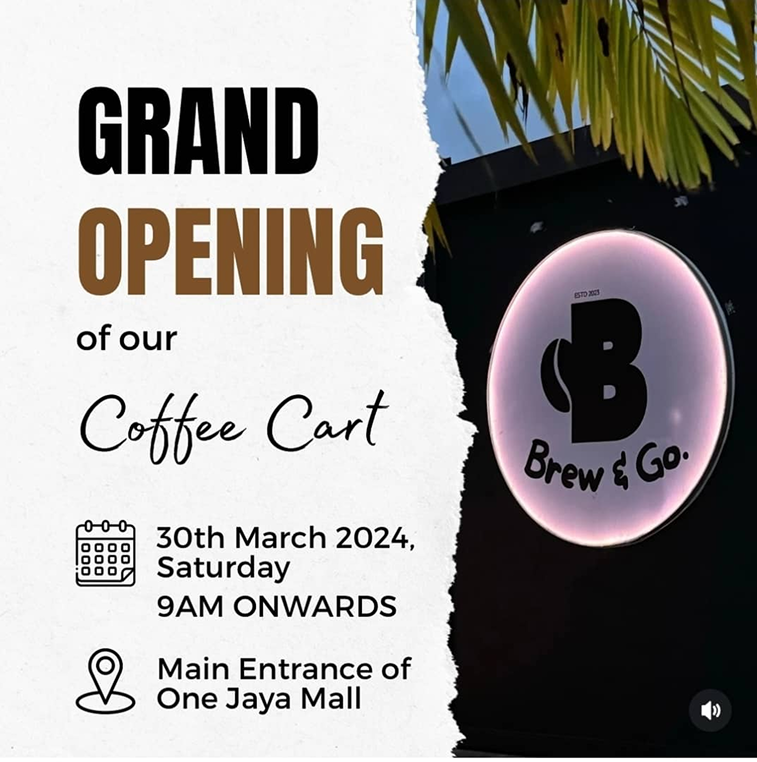 GRAND
OPENING
of our
Coffee Cart
30th March 2024,
Saturday
9AM ONWARDS
Main Entrance of
One Jaya Mall
ESTD 2023
B
Brew & Go.